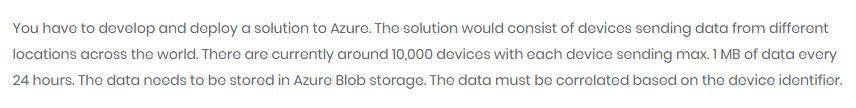 You have to develop and deploy a solution to Azure. The solution would consist of devices sending data from different
locations across the world. There are currently around 10,000 devices with each device sending max. 1 MB of data every
24 hours. The data needs to be stored in Azure Blob storage. The data must be correlated based on the device identifier.